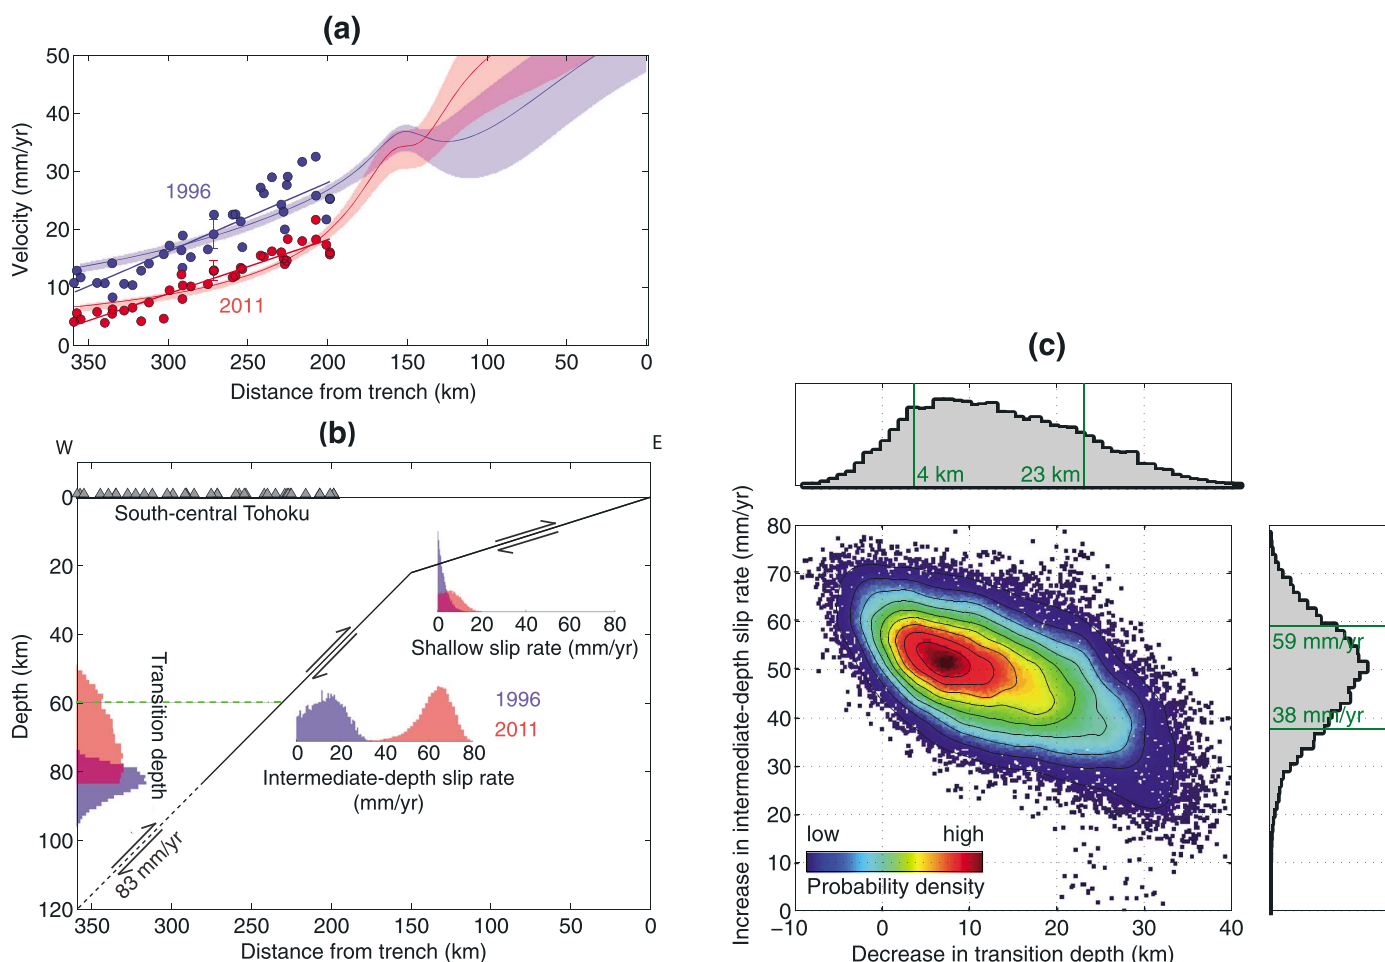 (a)
50
40
30
20
10
0
Velocity (mm/yr)
1996
2011
350 300 250 200 150 100 50 0
Distance from trench (km)
(b)
W
E
0
20
40
60
80
100
120
Depth (km)
South-central Tohoku
Transition depth
0 20 40 60 80
Shallow slip rate (mm/yr)
1996
2011
0 20 40 60 80
Intermediate-depth slip rate
(mm/yr)
83 mm/yr
350 300 250 200 150 100 50 0
Distance from trench (km)
(c)
4 km
23 km
80
70
60
50
40
30
20
10
0
Increase in intermediate-depth slip rate (mm/yr)
59 mm/yr
38 mm/yr
low high
Probability density
−10 0 10 20 30 40
Decrease in transition depth (km)